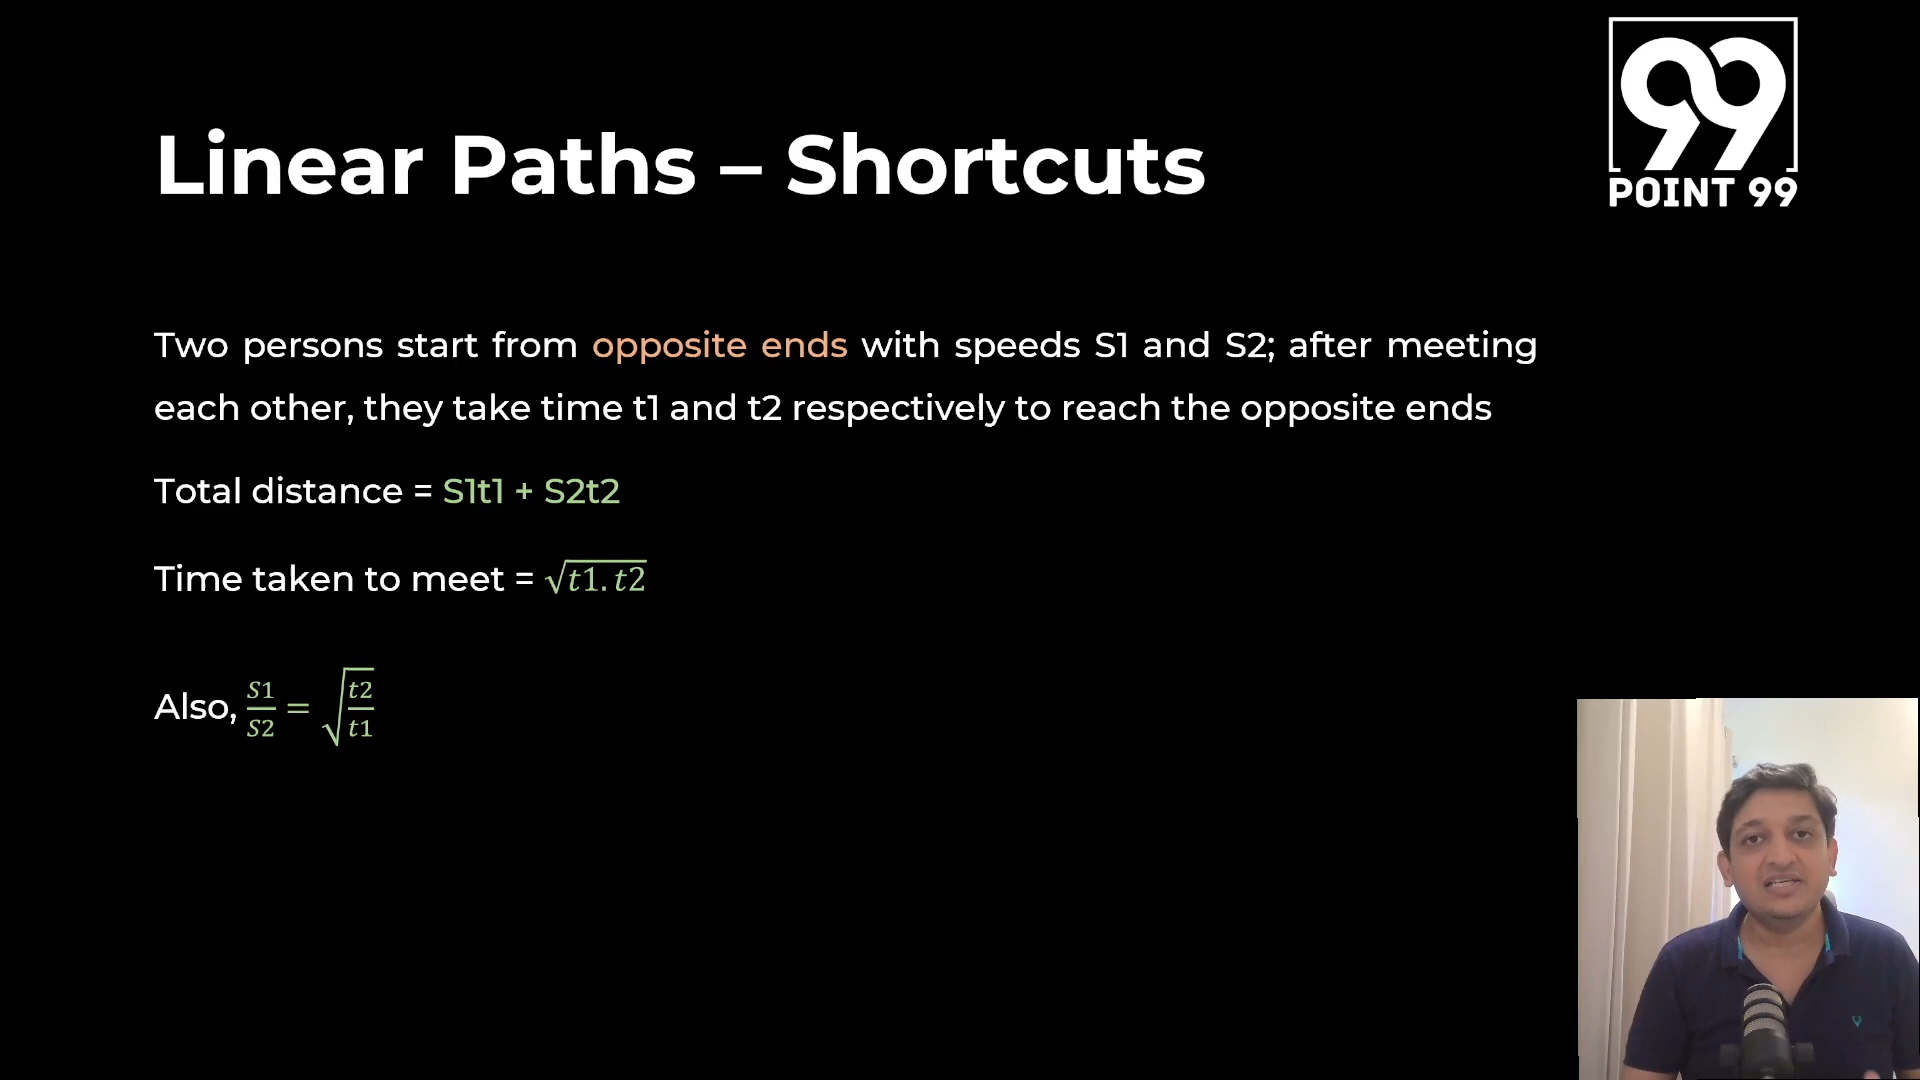 99
POINT 99
Linear Paths – Shortcuts
Two persons start from opposite ends with speeds S1 and S2; after meeting
each other, they take time t1 and t2 respectively to reach the opposite ends
Total distance = S1t1 + S2t2
Time taken to meet = √t1.t2
Also, S1/S2 = √t2/t1